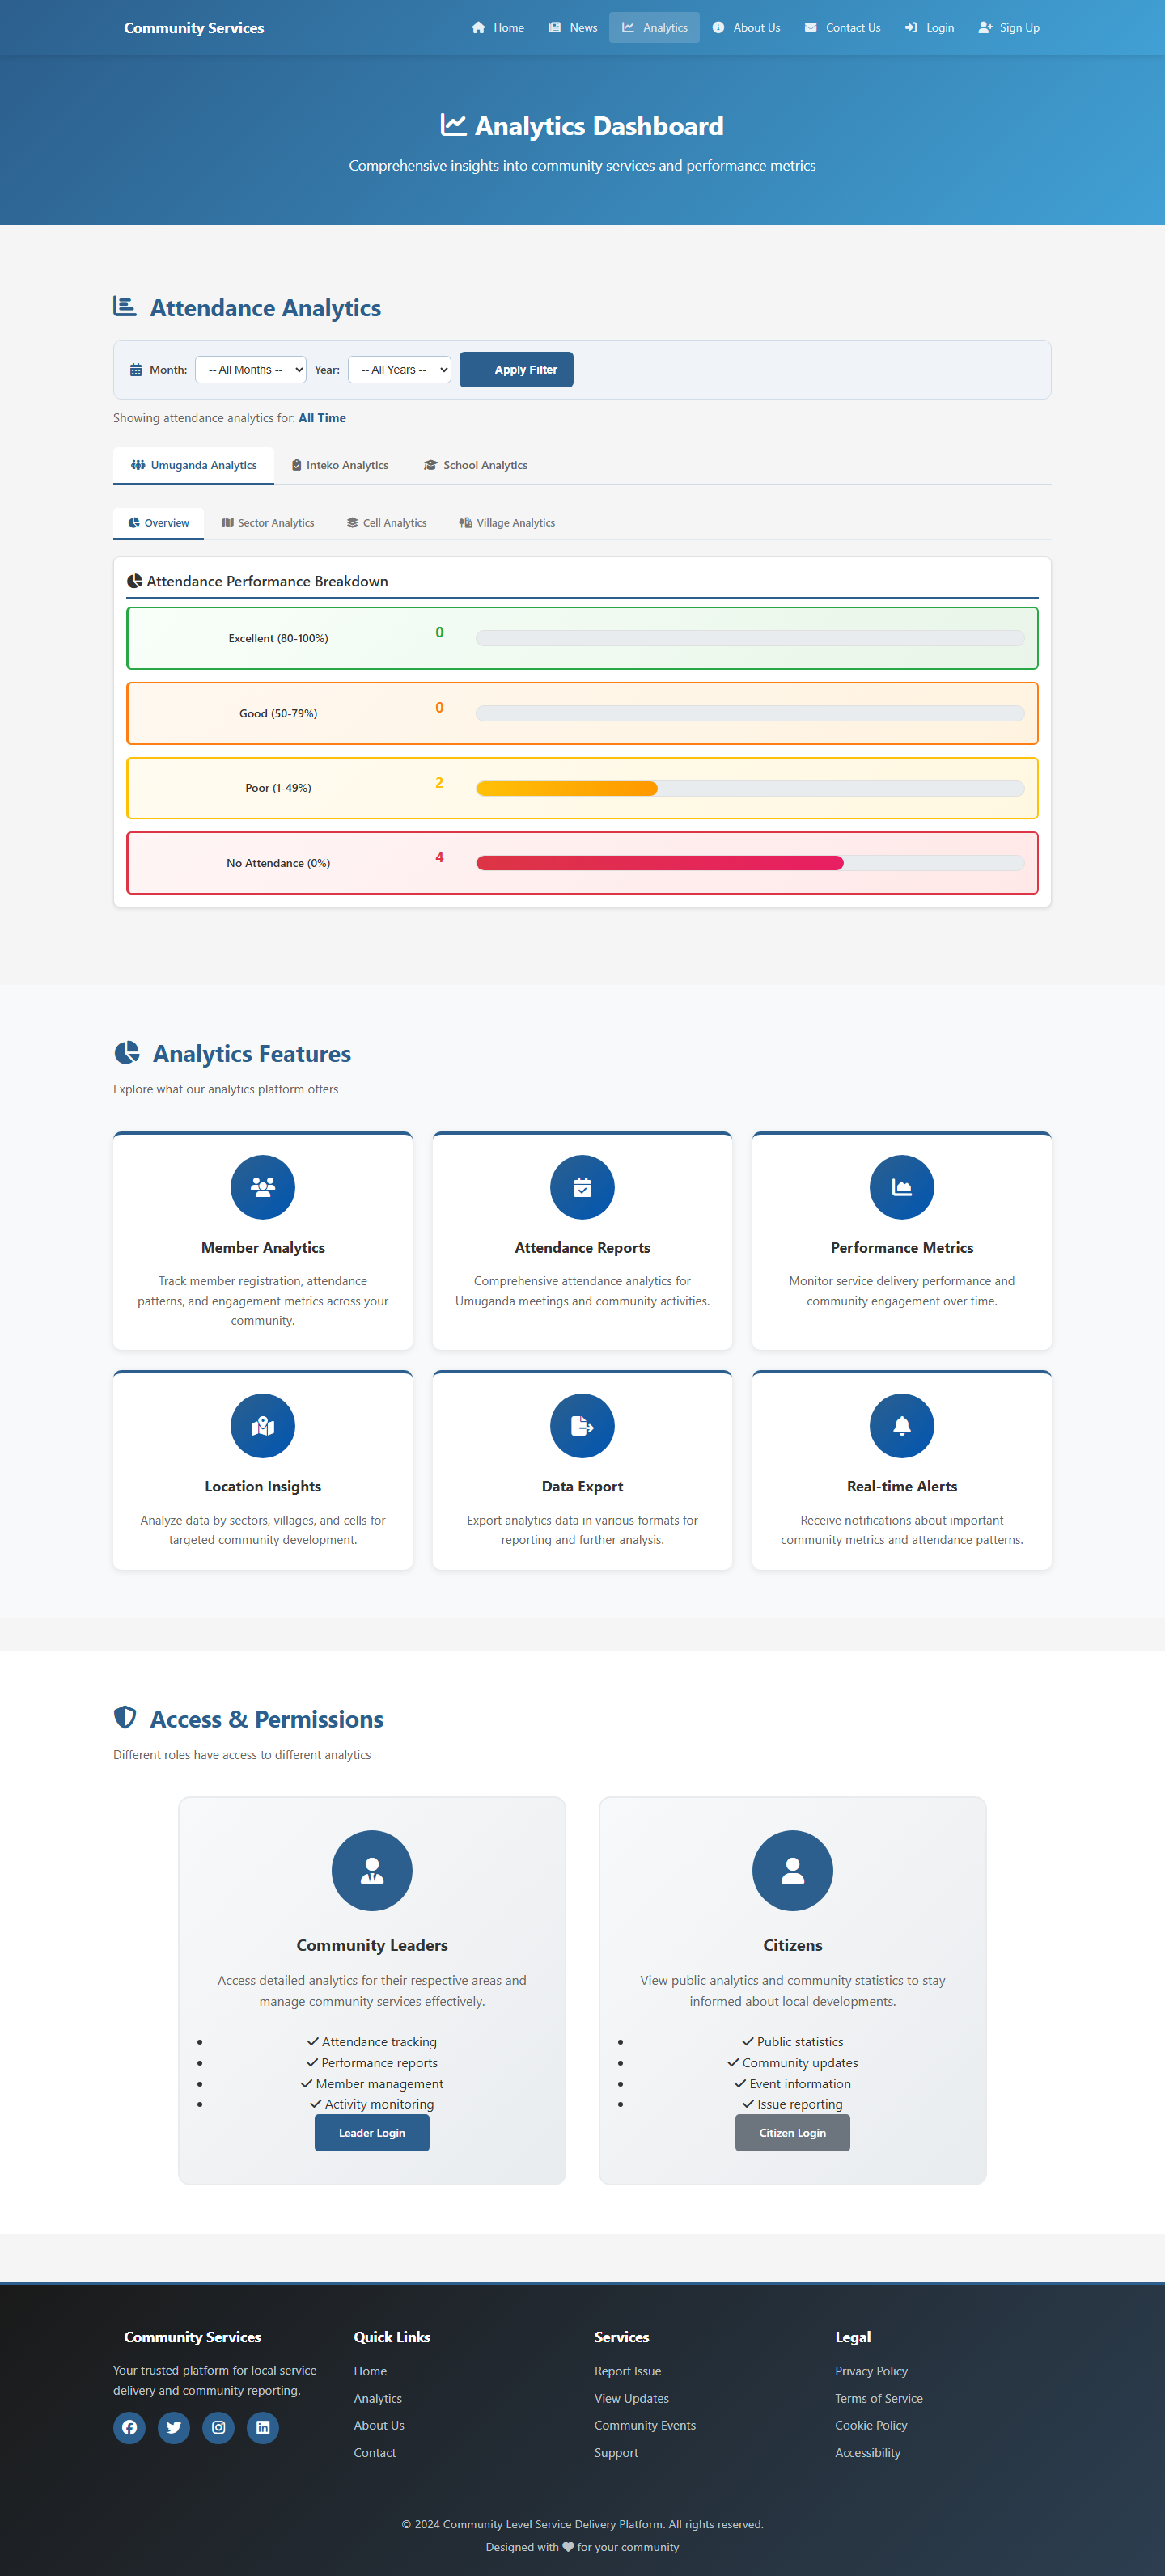 Community Services
Home
News
Analytics
About Us
Contact Us
Login
Sign Up
Analytics Dashboard
Comprehensive insights into community services and performance metrics
Attendance Analytics
Month:
-- All Months --
Year:
-- All Years --
Apply Filter
Showing attendance analytics for: All Time
Umuganda Analytics
Inteko Analytics
School Analytics
Overview
Sector Analytics
Cell Analytics
Village Analytics
Attendance Performance Breakdown
Excellent (80-100%)
0
Good (50-79%)
0
Poor (1-49%)
2
No Attendance (0%)
4
Analytics Features
Explore what our analytics platform offers
Member Analytics
Track member registration, attendance
patterns, and engagement metrics across your
community.
Attendance Reports
Comprehensive attendance analytics for
Umuganda meetings and community activities.
Performance Metrics
Monitor service delivery performance and
community engagement over time.
Location Insights
Analyze data by sectors, villages, and cells for
targeted community development.
Data Export
Export analytics data in various formats for
reporting and further analysis.
Real-time Alerts
Receive notifications about important
community metrics and attendance patterns.
Access & Permissions
Different roles have access to different analytics
Community Leaders
Access detailed analytics for their respective areas and
manage community services effectively.
Attendance tracking
Performance reports
Member management
Activity monitoring
Leader Login
Citizens
View public analytics and community statistics to stay
informed about local developments.
Public statistics
Community updates
Event information
Issue reporting
Citizen Login
Community Services
Your trusted platform for local service
delivery and community reporting.
Quick Links
Home
Analytics
About Us
Contact
Services
Report Issue
View Updates
Community Events
Support
Legal
Privacy Policy
Terms of Service
Cookie Policy
Accessibility
© 2024 Community Level Service Delivery Platform. All rights reserved.
Designed with ❤ for your community